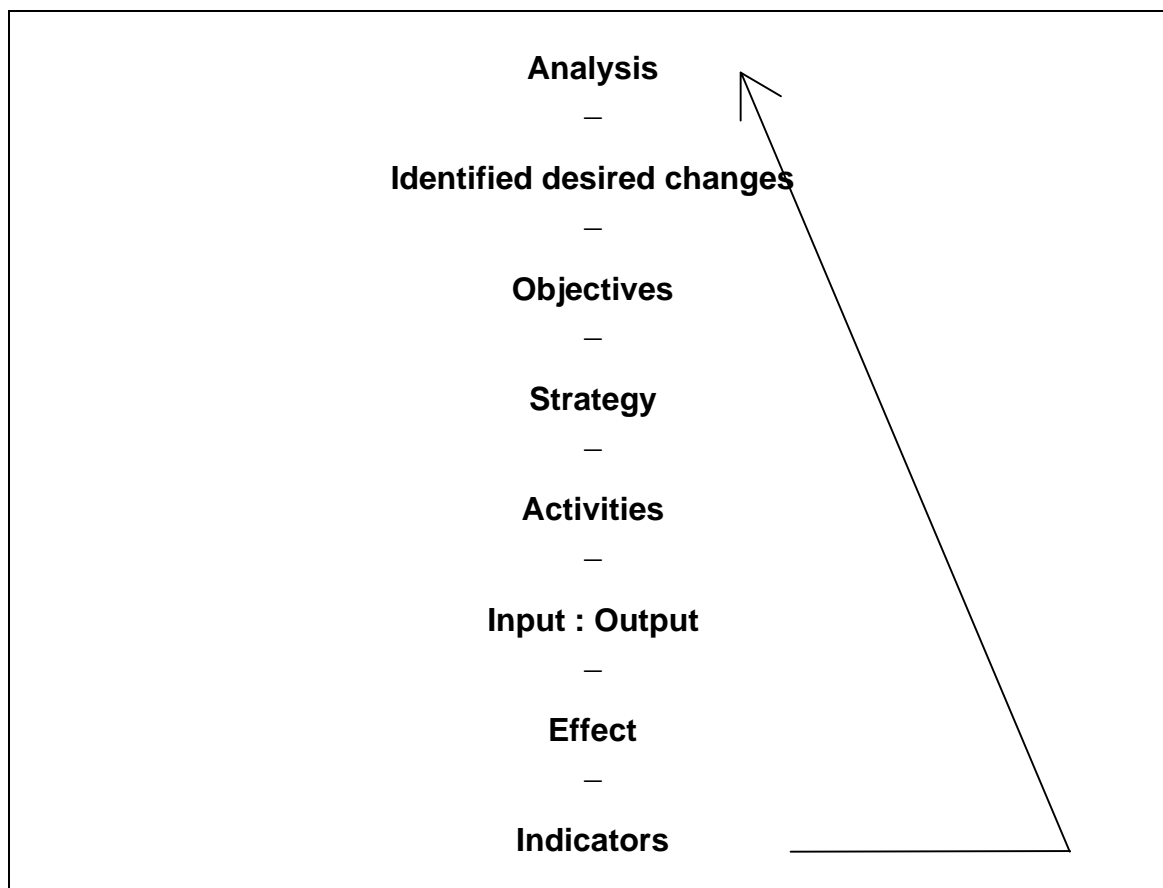 Analysis
–
Identified desired changes
–
Objectives
–
Strategy
–
Activities
–
Input : Output
–
Effect
–
Indicators